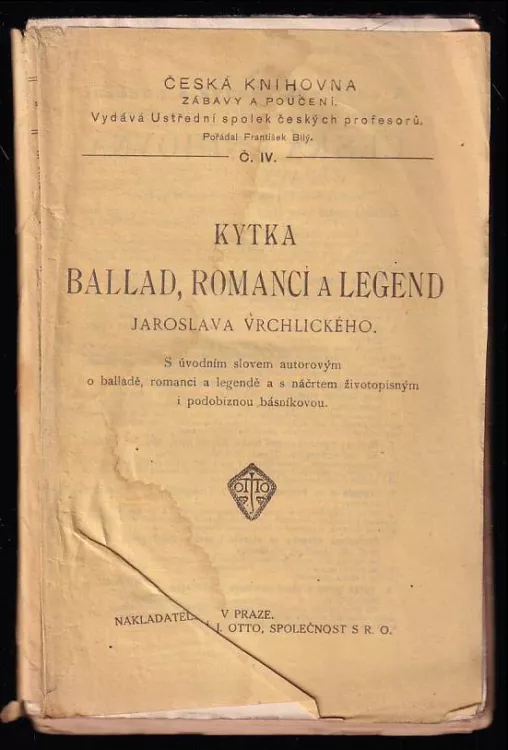 ČESKÁ KNIHOVNA
ZÁBAVY A POUČENÍ.
Vydává Ustřední spolek českých profesorů.
Pořádal František Bílý.
Č. IV.
KYTKA
BALLAD, ROMANCÍ A LEGEND
JAROSLAVA VRCHLICKÉHO.
S úvodním slovem autorovým
o balladě, romanci a legendě a s náčrtem životopisným
i podobiznou básníkovou.
OTTO
V PRAZE.
J. OTTO, SPOLEČNOST S R. O.